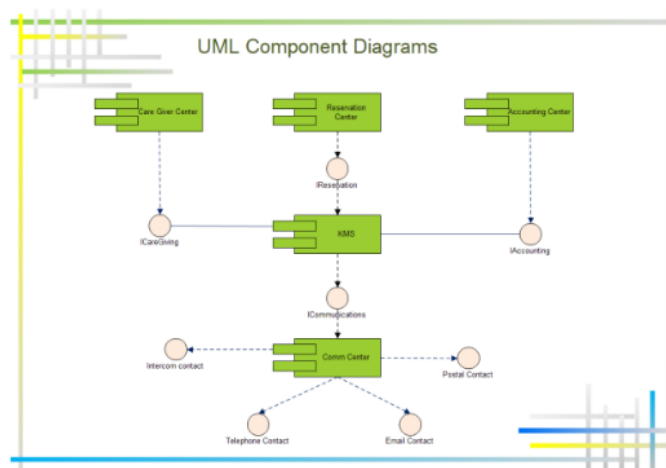 UML Component Diagrams
Care Giver Center
Reservation
Center
Accounting Center
IReservation
ICareGiving
KMS
IAccounting
ICommunications
Intercom contact
Comm Center
Postal Contact
Telephone Contact
Email Contact